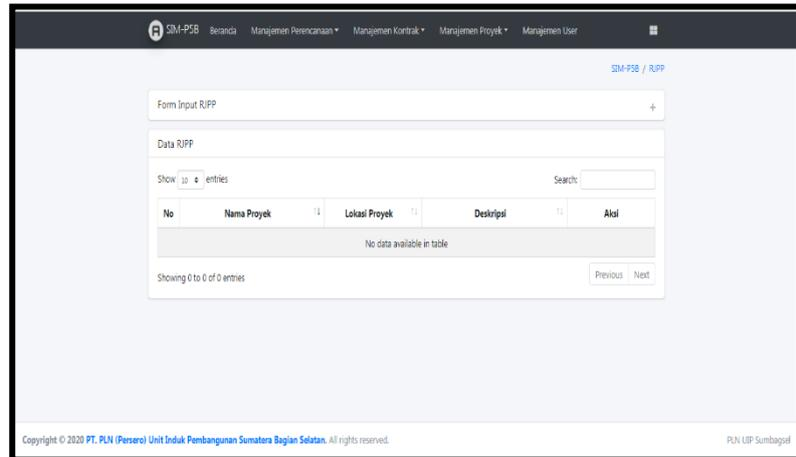 SIM-P5B Beranda Manajemen Perencanaan Manajemen Kontrak Manajemen Proyek Manajemen User
SIM-P5B / RJPP
Form Input RJPP +
Data RJPP
Show 10 entries Search:
No Nama Proyek Lokasi Proyek Deskripsi Aksi
No data available in table
Showing 0 to 0 of 0 entries Previous Next
Copyright © 2020 PT. PLN (Persero) Unit Induk Pembangunan Sumatera Bagian Selatan. All rights reserved. PLN UIP Sumbagsel